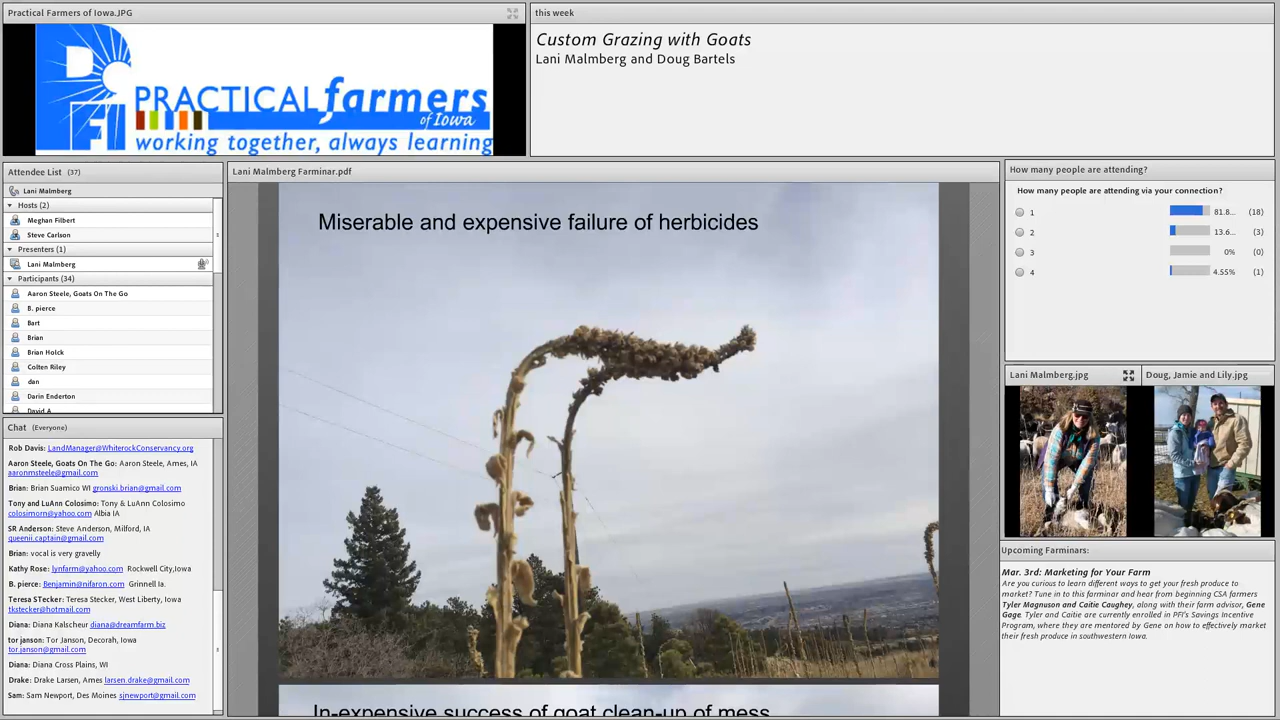 Practical Farmers of Iowa.JPG
PRACTICAL farmers
of Iowa
PFI
working together, always learning
this week
Custom Grazing with Goats
Lani Malmberg and Doug Bartels
Attendee List (37)
Lani Malmberg
Hosts (2)
Meghan Filbert
Steve Carlson
Presenters (1)
Lani Malmberg
Participants (34)
Aaron Steele, Goats On The Go
B. pierce
Bart
Brian
Brian Holck
Colten Riley
dan
Darin Enderton
David A
Chat (Everyone)
Rob Davis: LandManager@WhiterockConservancy.org
Aaron Steele, Goats On The Go: Aaron Steele, Ames, IA
aaronmsteele@gmail.com
Brian: Brian Suamico WI gronski.brian@gmail.com
Tony and LuAnn Colosimo: Tony & LuAnn Colosimo
colosimorn@yahoo.com Albia IA
SR Anderson: Steve Anderson, Milford, IA
queenii.captain@gmail.com
Brian: vocal is very gravelly
Kathy Rose: lynfarm@yahoo.com Rockwell City,Iowa
B. pierce: Benjamin@nifaron.com Grinnell Ia.
Teresa STecker: Teresa Stecker, West Liberty, Iowa
tkstecker@hotmail.com
Diana: Diana Kalscheur diana@dreamfarm.biz
tor janson: Tor Janson, Decorah, Iowa
tor.janson@gmail.com
Diana: Diana Cross Plains, WI
Drake: Drake Larsen, Ames larsen.drake@gmail.com
Sam: Sam Newport, Des Moines sjnewport@gmail.com
Lani Malmberg Farminar.pdf
Miserable and expensive failure of herbicides
In-expensive success of goat clean-up of mess
How many people are attending?
How many people are attending via your connection?
1 81.8... (18)
2 13.6... (3)
3 0% (0)
4 4.55% (1)
Lani Malmberg.jpg
Doug, Jamie and Lily.jpg
Upcoming Farminars:
Mar. 3rd: Marketing for Your Farm
Are you curious to learn different ways to get your fresh produce to
market? Tune in to this farminar and hear from beginning CSA farmers
Tyler Magnuson and Caitie Caughey, along with their farm advisor, Gene
Gage. Tyler and Caitie are currently enrolled in PFI's Savings Incentive
Program, where they are mentored by Gene on how to effectively market
their fresh produce in southwestern Iowa.